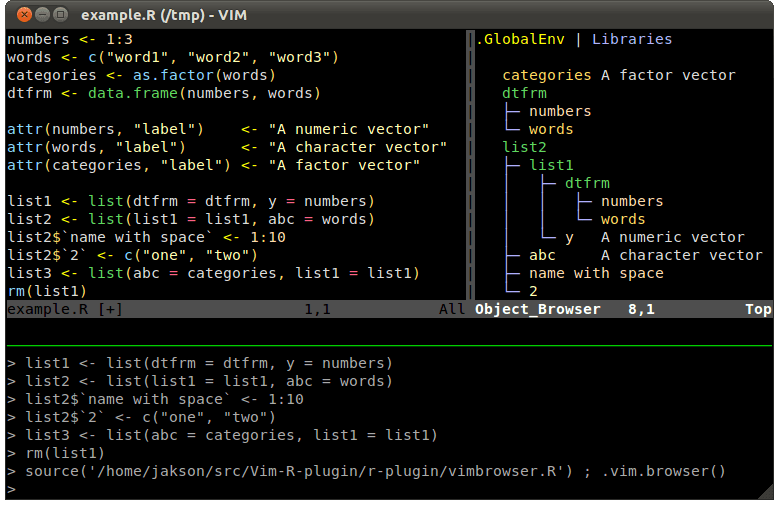 example.R (/tmp) - VIM
numbers <- 1:3
words <- c("word1", "word2", "word3")
categories <- as.factor(words)
dtfrm <- data.frame(numbers, words)
attr(numbers, "label")    <- "A numeric vector"
attr(words, "label")      <- "A character vector"
attr(categories, "label") <- "A factor vector"
list1 <- list(dtfrm = dtfrm, y = numbers)
list2 <- list(list1 = list1, abc = words)
list2$`name with space` <- 1:10
list2$`2` <- c("one", "two")
list3 <- list(abc = categories, list1 = list1)
rm(list1)
example.R [+]                    1,1            All
.GlobalEnv | Libraries
   categories A factor vector
   dtfrm
   ├─ numbers
   └─ words
   list2
   ├─ list1
   │   ├─ dtfrm
   │   │   ├─ numbers
   │   │   └─ words
   │   └─ y   A numeric vector
   ├─ abc     A character vector
   ├─ name with space
   └─ 2
Object_Browser   8,1          Top
> list1 <- list(dtfrm = dtfrm, y = numbers)
> list2 <- list(list1 = list1, abc = words)
> list2$`name with space` <- 1:10
> list2$`2` <- c("one", "two")
> list3 <- list(abc = categories, list1 = list1)
> rm(list1)
> source('/home/jakson/src/Vim-R-plugin/r-plugin/vimbrowser.R') ; .vim.browser()
>